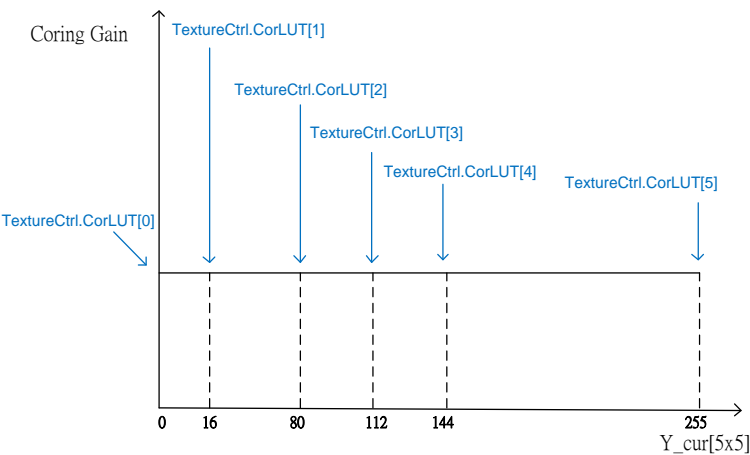 Coring Gain
TextureCtrl.CorLUT[1]
TextureCtrl.CorLUT[2]
TextureCtrl.CorLUT[3]
TextureCtrl.CorLUT[4]
TextureCtrl.CorLUT[5]
TextureCtrl.CorLUT[0]
0 16 80 112 144 255
Y_cur[5x5]